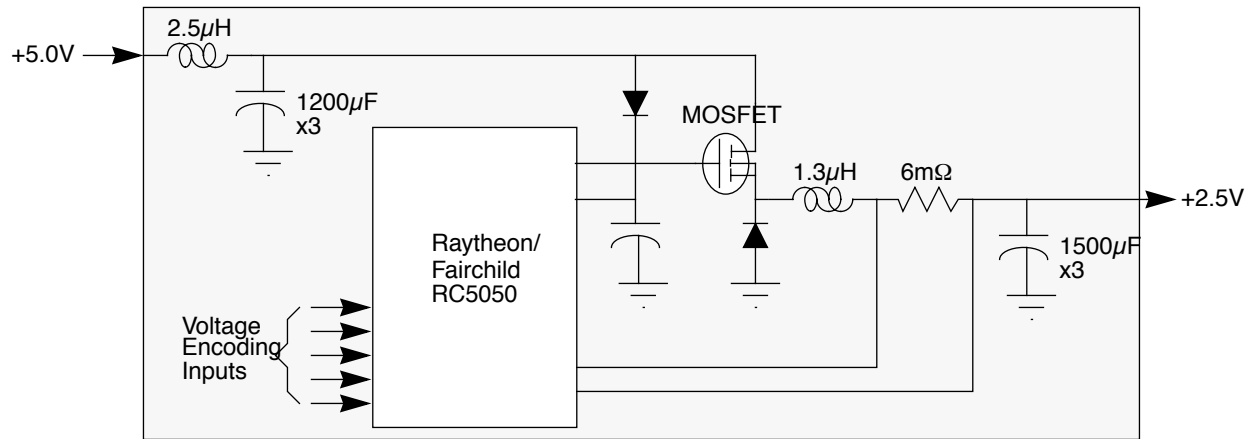 2.5µH
+5.0V
1200µF
x3
MOSFET
1.3µH
6mΩ
+2.5V
1500µF
x3
Raytheon/
Fairchild
RC5050
Voltage
Encoding
Inputs